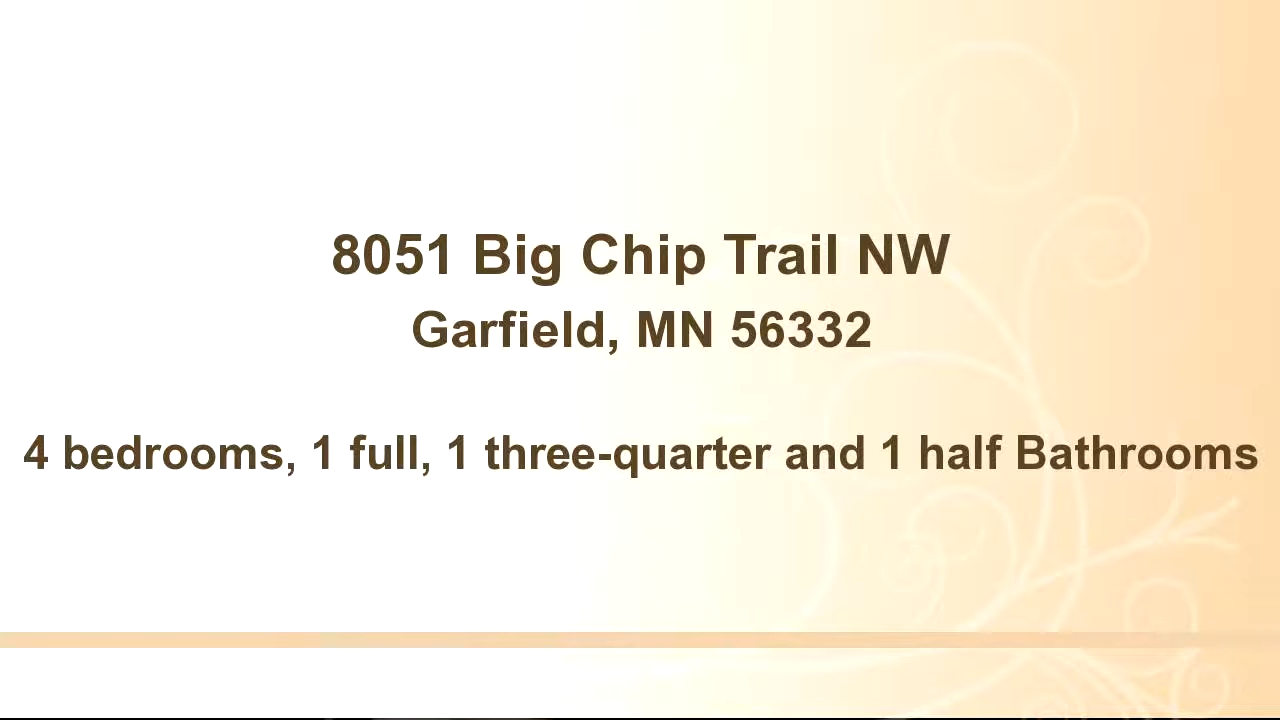 8051 Big Chip Trail NW
Garfield, MN 56332
4 bedrooms, 1 full, 1 three-quarter and 1 half Bathrooms